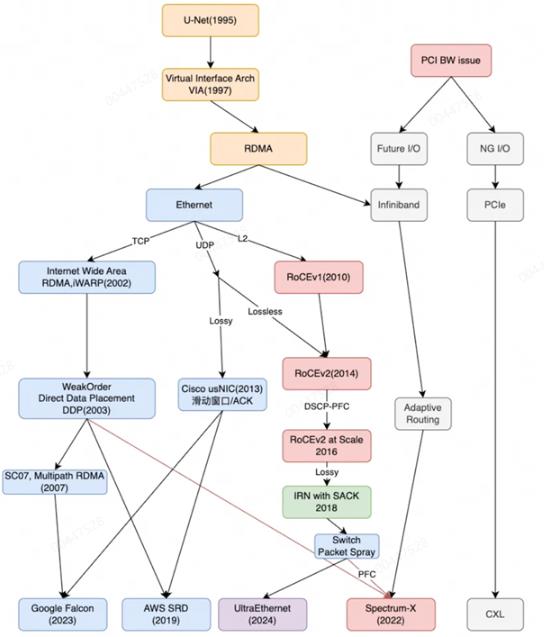 U-Net(1995)
PCI BW issue
Virtual Interface Arch
VIA(1997)
RDMA
Future I/O
NG I/O
Ethernet
Infiniband
PCIe
TCP
UDP
L2
Internet Wide Area
RDMA,iWARP(2002)
RoCEv1(2010)
Lossy
Lossless
RoCEv2(2014)
WeakOrder
Direct Data Placement
DDP(2003)
Cisco usNIC(2013)
滑动窗口/ACK
DSCP-PFC
Adaptive
Routing
RoCEv2 at Scale
2016
Lossy
SC07, Multipath RDMA
(2007)
IRN with SACK
2018
Switch
Packet Spray
PFC
Google Falcon
(2023)
AWS SRD
(2019)
UltraEthernet
(2024)
Spectrum-X
(2022)
CXL
00447528